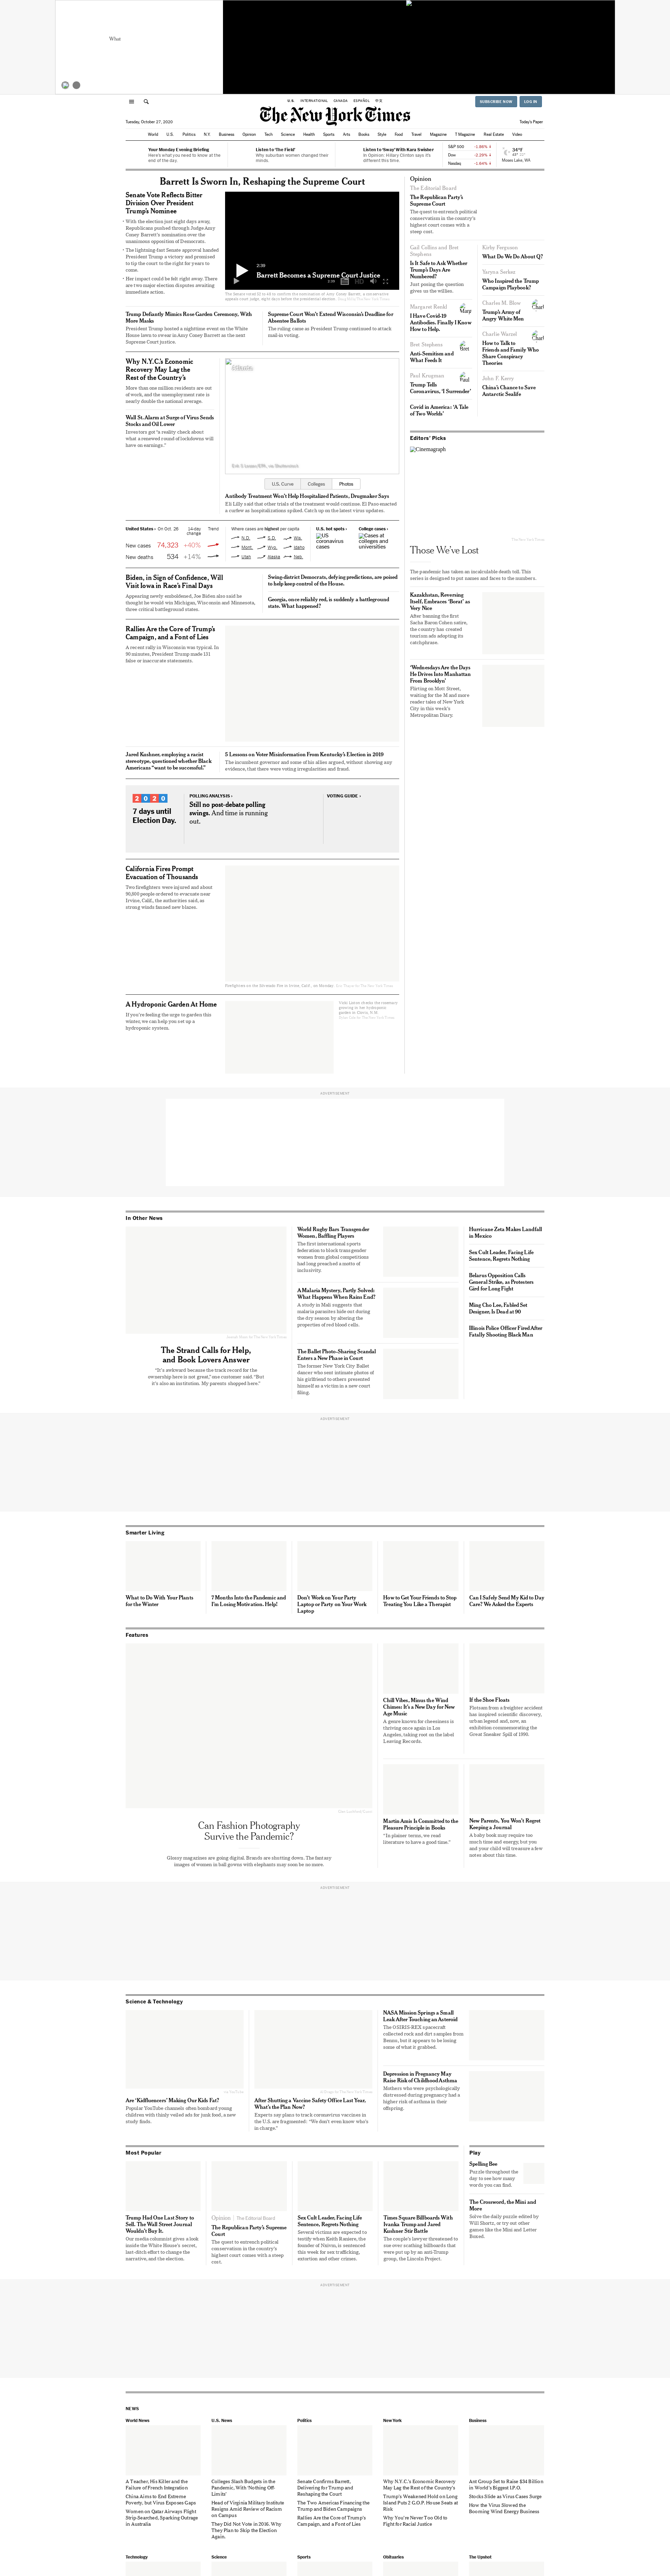 What
U.S. INTERNATIONAL CANADA ESPAÑOL 中文
SUBSCRIBE NOW LOG IN
The New York Times
Tuesday, October 27, 2020
Today's Paper
World U.S. Politics N.Y. Business Opinion Tech Science Health Sports Arts Books Style Food Travel Magazine T Magazine Real Estate Video
Your Monday Evening Briefing
Here's what you need to know at the end of the day.
Listen to 'The Field'
Why suburban women changed their minds.
Listen to 'Sway' With Kara Swisher
In Opinion, Hillary Clinton says it's different this time.
S&P 500 -1.86%
Dow -2.29%
Nasdaq -1.64%
34°F
Moses Lake, WA
Barrett Is Sworn In, Reshaping the Supreme Court
Senate Vote Reflects Bitter
Division Over President
Trump's Nominee
With the election just eight days away,
Republicans pushed through Judge Amy
Coney Barrett's nomination over the
unanimous opposition of Democrats.
The lightning-fast Senate approval handed
President Trump a victory and promised
to tip the court to the right for years to
come.
Her impact could be felt right away. There
are two major election disputes awaiting
immediate action.
2:39
Barrett Becomes a Supreme Court Justice
Trump Defiantly Mimics Rose Garden Ceremony, With
More Masks
President Trump hosted a nighttime event on the White
House lawn to swear in Amy Coney Barrett as the next
Supreme Court justice.
Supreme Court Won't Extend Wisconsin's Deadline for
Absentee Ballots
The ruling came as President Trump continued to attack
mail-in voting.
Why N.Y.C.'s Economic
Recovery May Lag the
Rest of the Country's
More than one million residents are out
of work, and the unemployment rate is
nearly double the national average.
Wall St. Alarm at Surge of Virus Sends
Stocks and Oil Lower
Investors got "a reality check about
what a renewed round of lockdowns will
have on earnings."
Erik S Lesser/EPA, via Shutterstock
U.S. Curve Colleges Photos
Antibody Treatment Won't Help Hospitalized Patients, Drugmaker Says
Eli Lilly said that other trials of the treatment would continue. El Paso enacted
a curfew as hospitalizations spiked. Catch up on the latest virus updates.
United States › On Oct. 26 14-day change Trend
New cases 74,323 +40%
New deaths 534 +14%
Where cases are highest per capita
N.D. S.D. Wis.
Mont. Wyo. Idaho
Utah Alaska Neb.
U.S. hot spots ›
US coronavirus cases
College cases ›
Cases at colleges and universities
Biden, in Sign of Confidence, Will
Visit Iowa in Race's Final Days
Appearing newly emboldened, Joe Biden also said he
thought he would win Michigan, Wisconsin and Minnesota,
three critical battleground states.
Swing-district Democrats, defying predictions, are poised
to help keep control of the House.
Georgia, once reliably red, is suddenly a battleground
state. What happened?
Rallies Are the Core of Trump's
Campaign, and a Font of Lies
A recent rally in Wisconsin was typical. In
90 minutes, President Trump made 131
false or inaccurate statements.
Jared Kushner, employing a racist
stereotype, questioned whether Black
Americans "want to be successful."
5 Lessons on Voter Misinformation From Kentucky's Election in 2019
The incumbent governor and some of his allies argued, without showing any
evidence, that there were voting irregularities and fraud.
2 0 2 0
7 days until
Election Day.
POLLING ANALYSIS ›
Still no post-debate polling
swings. And time is running
out.
VOTING GUIDE ›
California Fires Prompt
Evacuation of Thousands
Two firefighters were injured and about
90,000 people ordered to evacuate near
Irvine, Calif., the authorities said, as
strong winds fanned new blazes.
Firefighters on the Silverado Fire in Irvine, Calif., on Monday.
A Hydroponic Garden At Home
If you're feeling the urge to garden this
winter, we can help you set up a
hydroponic system.
Opinion
The Editorial Board
The Republican Party's
Supreme Court
The quest to entrench political
conservatism in the country's
highest court comes with a
steep cost.
Gail Collins and Bret
Stephens
Is It Safe to Ask Whether
Trump's Days Are
Numbered?
Just posing the question
gives us the willies.
Kirby Ferguson
What Do We Do About Q?
Yaryna Serkez
Who Inspired the Trump
Campaign Playbook?
Margaret Renkl
I Have Covid-19
Antibodies. Finally I Know
How to Help.
Charles M. Blow
Trump's Army of
Angry White Men
Bret Stephens
Anti-Semitism and
What Feeds It
Charlie Warzel
How to Talk to
Friends and Family Who
Share Conspiracy
Theories
Paul Krugman
Trump Tells
Coronavirus, 'I Surrender'
John F. Kerry
China's Chance to Save
Antarctic Sealife
Covid in America: 'A Tale
of Two Worlds'
Editors' Picks
Cinemagraph
Those We've Lost
The pandemic has taken an incalculable death toll. This
series is designed to put names and faces to the numbers.
Kazakhstan, Reversing
Itself, Embraces 'Borat' as
Very Nice
After banning the first
Sacha Baron Cohen satire,
the country has created
tourism ads adopting its
catchphrase.
'Wednesdays Are the Days
He Drives Into Manhattan
From Brooklyn'
Flirting on Mott Street,
waiting for the M and more
reader tales of New York
City in this week's
Metropolitan Diary.
ADVERTISEMENT
In Other News
The Strand Calls for Help,
and Book Lovers Answer
"It's awkward because the track record for the
ownership here is not great," one customer said. "But
it's also an institution. My parents shopped here."
World Rugby Bars Transgender
Women, Baffling Players
The first international sports
federation to block transgender
women from global competitions
had long preached a motto of
inclusivity.
A Malaria Mystery, Partly Solved:
What Happens When Rains End?
A study in Mali suggests that
malaria parasites hide out during
the dry season by altering the
properties of red blood cells.
The Ballet Photo-Sharing Scandal
Enters a New Phase in Court
The former New York City Ballet
dancer who sent intimate photos of
his girlfriend to others presented
himself as a victim in a new court
filing.
Hurricane Zeta Makes Landfall
in Mexico
Sex Cult Leader, Facing Life
Sentence, Regrets Nothing
Belarus Opposition Calls
General Strike, as Protesters
Gird for Long Fight
Ming Cho Lee, Fabled Set
Designer, Is Dead at 90
Illinois Police Officer Fired After
Fatally Shooting Black Man
ADVERTISEMENT
Smarter Living
What to Do With Your Plants
for the Winter
7 Months Into the Pandemic and
I'm Losing Motivation. Help!
Don't Work on Your Party
Laptop or Party on Your Work
Laptop
How to Get Your Friends to Stop
Treating You Like a Therapist
Can I Safely Send My Kid to Day
Care? We Asked the Experts
Features
Can Fashion Photography
Survive the Pandemic?
Glossy magazines are going digital. Brands are shutting down. The fantasy
images of women in ball gowns with elephants may soon be no more.
Chill Vibes, Minus the Wind
Chimes: It's a New Day for New
Age Music
A genre known for cheesiness is
thriving once again in Los
Angeles, taking root on the label
Leaving Records.
If the Shoe Floats
Flotsam from a freighter accident
has inspired scientific discovery,
urban legend and, now, an
exhibition commemorating the
Great Sneaker Spill of 1990.
Martin Amis Is Committed to the
Pleasure Principle in Books
"In plainer terms, we read
literature to have a good time."
New Parents, You Won't Regret
Keeping a Journal
A baby book may require too
much time and energy, but you
and your child will treasure a few
notes about this time.
ADVERTISEMENT
Science & Technology
Are 'Kidfluencers' Making Our Kids Fat?
Popular YouTube channels often bombard young
children with thinly veiled ads for junk food, a new
study finds.
After Shutting a Vaccine Safety Office Last Year,
What's the Plan Now?
Experts say plans to track coronavirus vaccines in
the U.S. are fragmented: "We don't even know who's
in charge."
NASA Mission Springs a Small
Leak After Touching an Asteroid
The OSIRIS-REX spacecraft
collected rock and dirt samples from
Bennu, but it appears to be losing
some of what it grabbed.
Depression in Pregnancy May
Raise Risk of Childhood Asthma
Mothers who were psychologically
distressed during pregnancy had a
higher risk of asthma in their
offspring.
Most Popular
Trump Had One Last Story to
Sell. The Wall Street Journal
Wouldn't Buy It.
Our media columnist gives a look
inside the White House's secret,
last-ditch effort to change the
narrative, and the election.
Opinion | The Editorial Board
The Republican Party's Supreme
Court
The quest to entrench political
conservatism in the country's
highest court comes with a steep
cost.
Sex Cult Leader, Facing Life
Sentence, Regrets Nothing
Several victims are expected to
testify when Keith Raniere, the
founder of Nxivm, is sentenced
this week for sex trafficking,
extortion and other crimes.
Times Square Billboards With
Ivanka Trump and Jared
Kushner Stir Battle
The couple's lawyer threatened to
sue over scathing billboards that
were put up by an anti-Trump
group, the Lincoln Project.
Play
Spelling Bee
Puzzle throughout the
day to see how many
words you can find.
The Crossword, the Mini and
More
Solve the daily puzzle edited by
Will Shortz, or try out other
games like the Mini and Letter
Boxed.
ADVERTISEMENT
NEWS
World News
A Teacher, His Killer and the
Failure of French Integration
China Aims to End Extreme
Poverty, but Virus Exposes Gaps
Women on Qatar Airways Flight
Strip-Searched, Sparking Outrage
in Australia
U.S. News
Colleges Slash Budgets in the
Pandemic, With 'Nothing Off-
Limits'
Head of Virginia Military Institute
Resigns Amid Review of Racism
on Campus
They Did Not Vote in 2016. Why
They Plan to Skip the Election
Again.
Politics
Senate Confirms Barrett,
Delivering for Trump and
Reshaping the Court
The Two Americas Financing the
Trump and Biden Campaigns
Rallies Are the Core of Trump's
Campaign, and a Font of Lies
New York
Why N.Y.C.'s Economic Recovery
May Lag the Rest of the Country's
Trump's Weakened Hold on Long
Island Puts 2 G.O.P. House Seats at
Risk
Why You're Never Too Old to
Fight for Racial Justice
Business
Ant Group Set to Raise $34 Billion
in World's Biggest I.P.O.
Stocks Slide as Virus Cases Surge
How the Virus Slowed the
Booming Wind Energy Business
Technology Science Sports Obituaries The Upshot